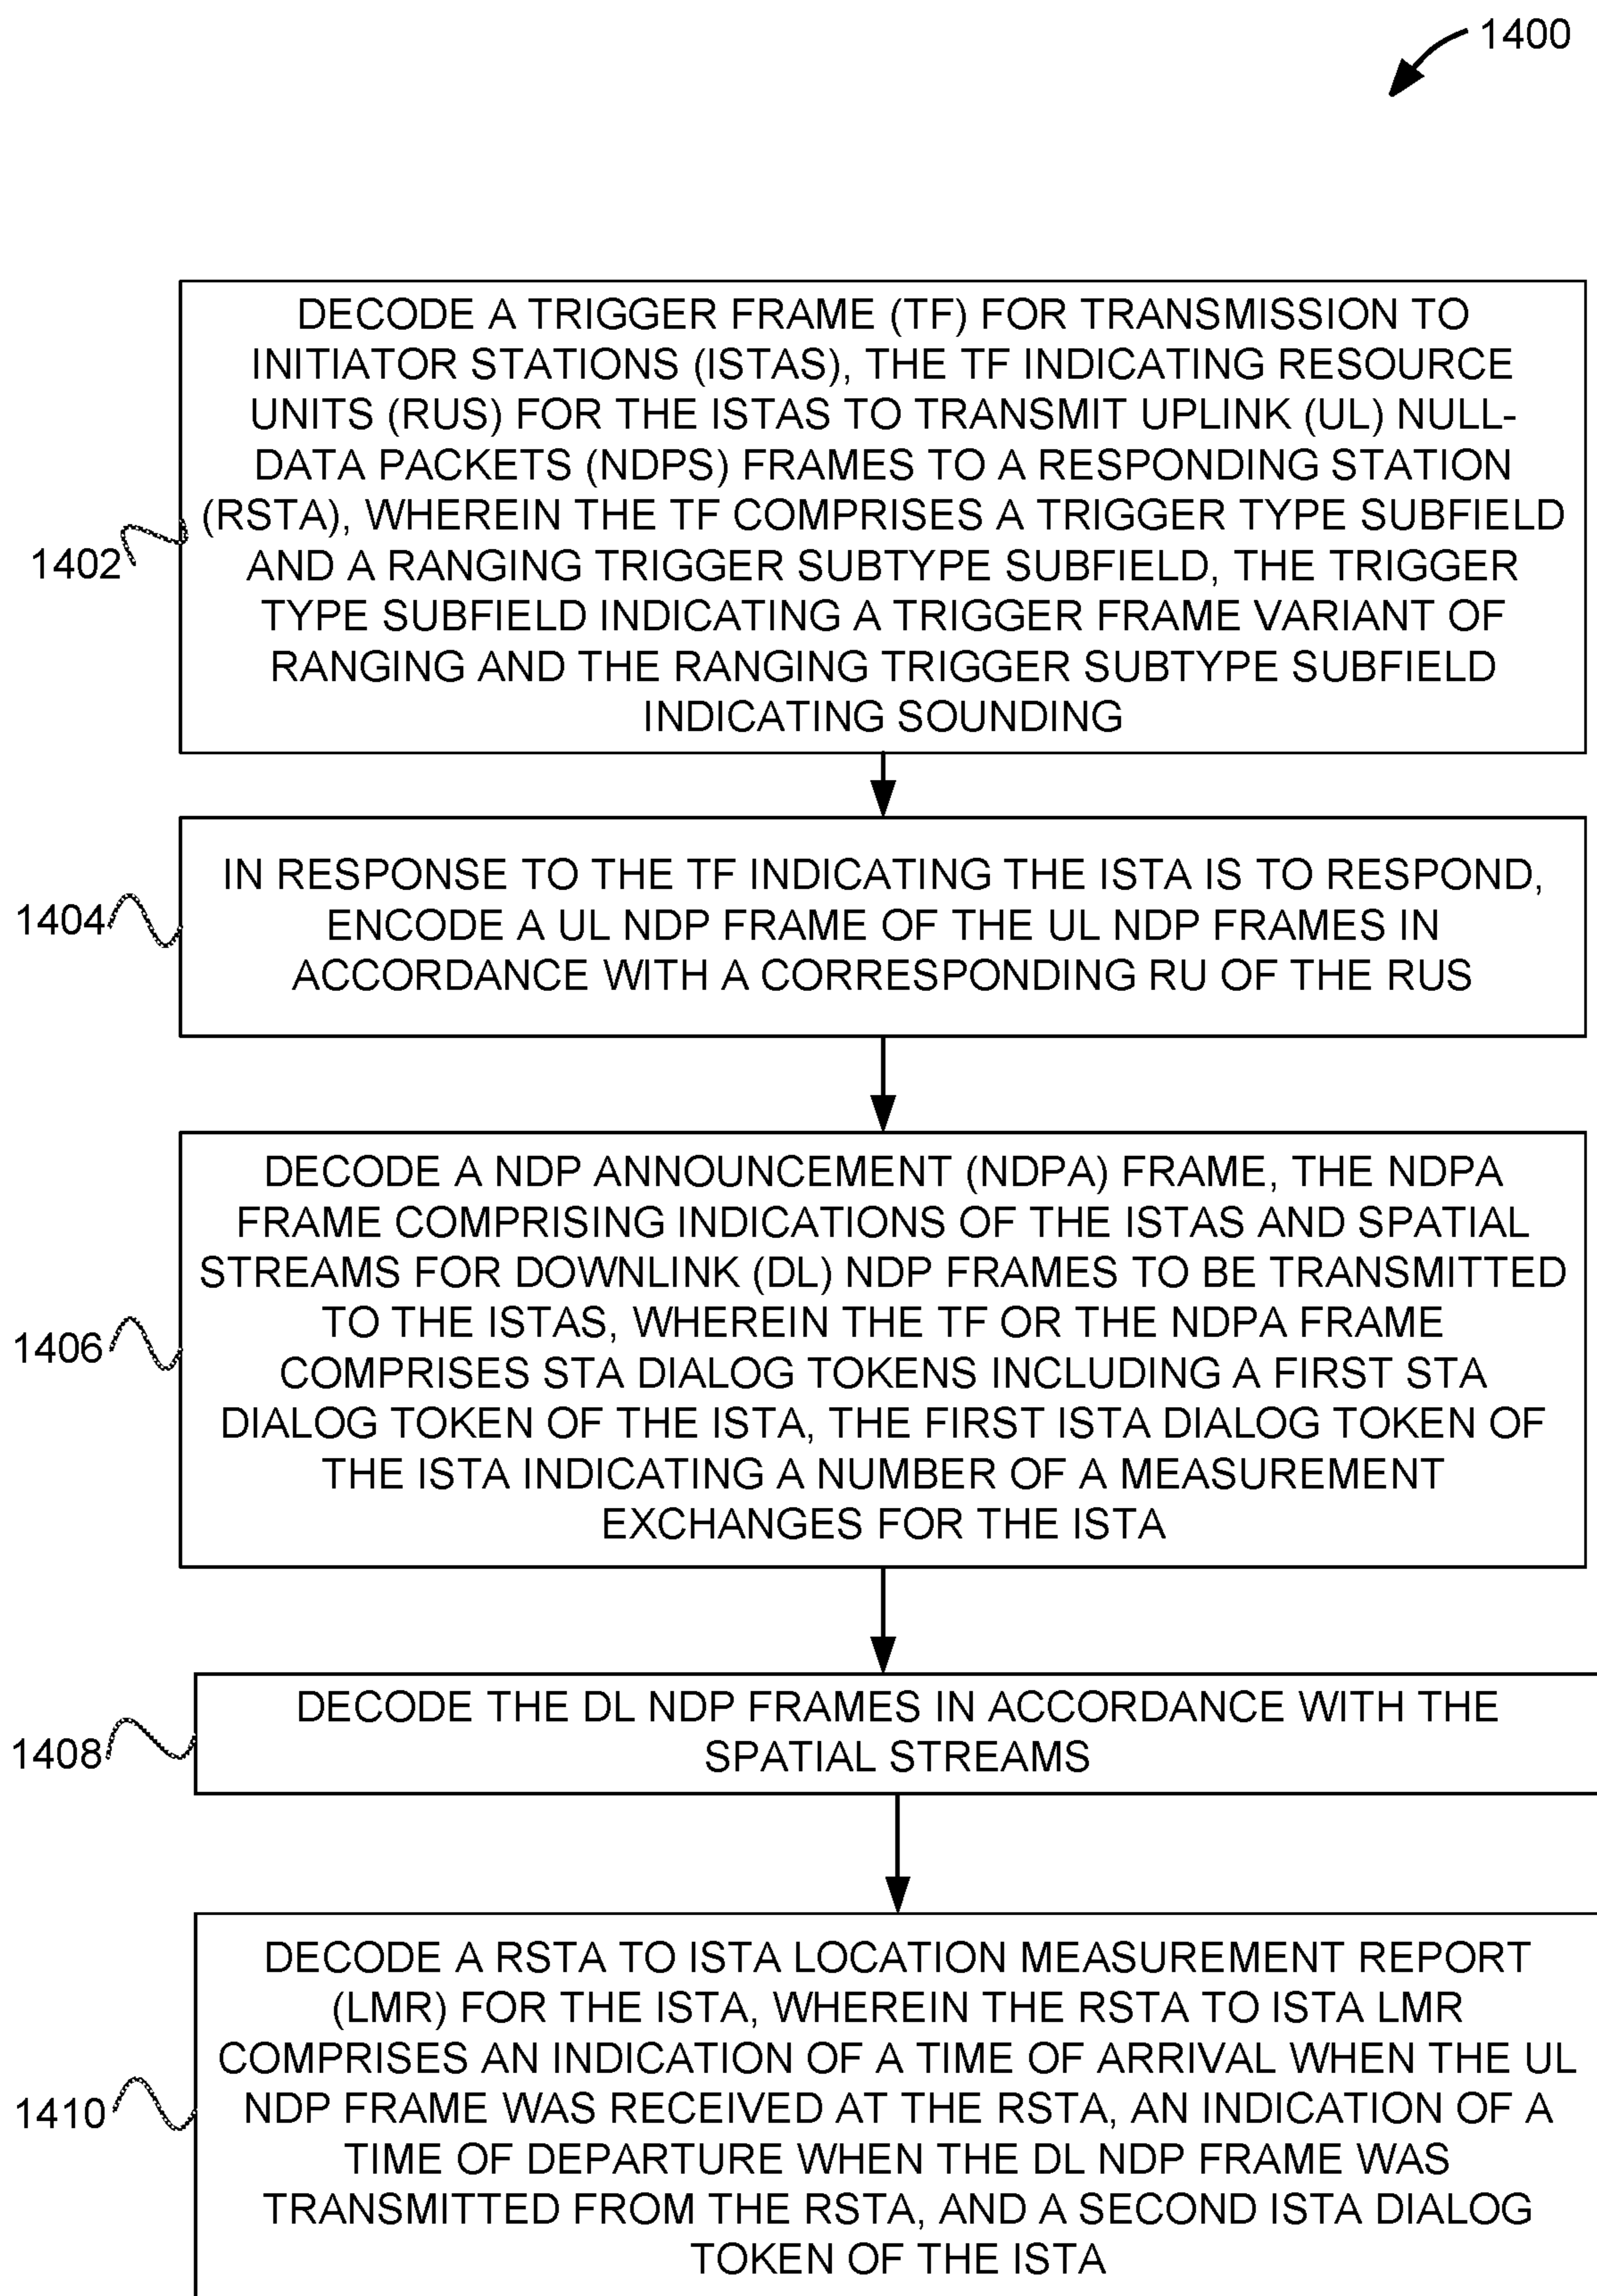 1400
DECODE A TRIGGER FRAME (TF) FOR TRANSMISSION TO
INITIATOR STATIONS (ISTAS), THE TF INDICATING RESOURCE
UNITS (RUS) FOR THE ISTAS TO TRANSMIT UPLINK (UL) NULL-
DATA PACKETS (NDPS) FRAMES TO A RESPONDING STATION
(RSTA), WHEREIN THE TF COMPRISES A TRIGGER TYPE SUBFIELD
AND A RANGING TRIGGER SUBTYPE SUBFIELD, THE TRIGGER
TYPE SUBFIELD INDICATING A TRIGGER FRAME VARIANT OF
RANGING AND THE RANGING TRIGGER SUBTYPE SUBFIELD
INDICATING SOUNDING
1402
IN RESPONSE TO THE TF INDICATING THE ISTA IS TO RESPOND,
ENCODE A UL NDP FRAME OF THE UL NDP FRAMES IN
ACCORDANCE WITH A CORRESPONDING RU OF THE RUS
1404
DECODE A NDP ANNOUNCEMENT (NDPA) FRAME, THE NDPA
FRAME COMPRISING INDICATIONS OF THE ISTAS AND SPATIAL
STREAMS FOR DOWNLINK (DL) NDP FRAMES TO BE TRANSMITTED
TO THE ISTAS, WHEREIN THE TF OR THE NDPA FRAME
COMPRISES STA DIALOG TOKENS INCLUDING A FIRST STA
DIALOG TOKEN OF THE ISTA, THE FIRST ISTA DIALOG TOKEN OF
THE ISTA INDICATING A NUMBER OF A MEASUREMENT
EXCHANGES FOR THE ISTA
1406
DECODE THE DL NDP FRAMES IN ACCORDANCE WITH THE
SPATIAL STREAMS
1408
DECODE A RSTA TO ISTA LOCATION MEASUREMENT REPORT
(LMR) FOR THE ISTA, WHEREIN THE RSTA TO ISTA LMR
COMPRISES AN INDICATION OF A TIME OF ARRIVAL WHEN THE UL
NDP FRAME WAS RECEIVED AT THE RSTA, AN INDICATION OF A
TIME OF DEPARTURE WHEN THE DL NDP FRAME WAS
TRANSMITTED FROM THE RSTA, AND A SECOND ISTA DIALOG
TOKEN OF THE ISTA
1410